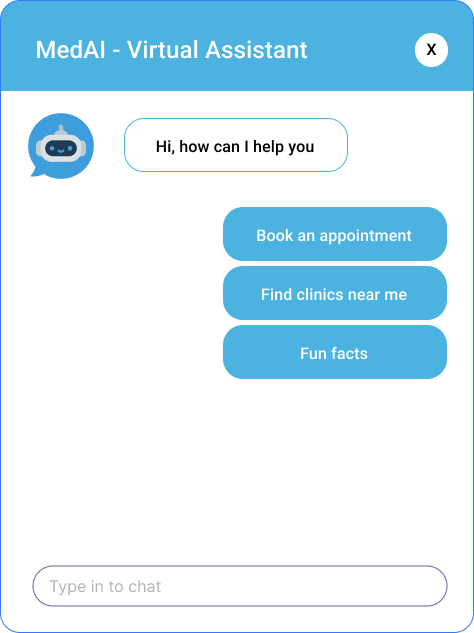 MedAI - Virtual Assistant
X
Hi, how can I help you
Book an appointment
Find clinics near me
Fun facts
Type in to chat